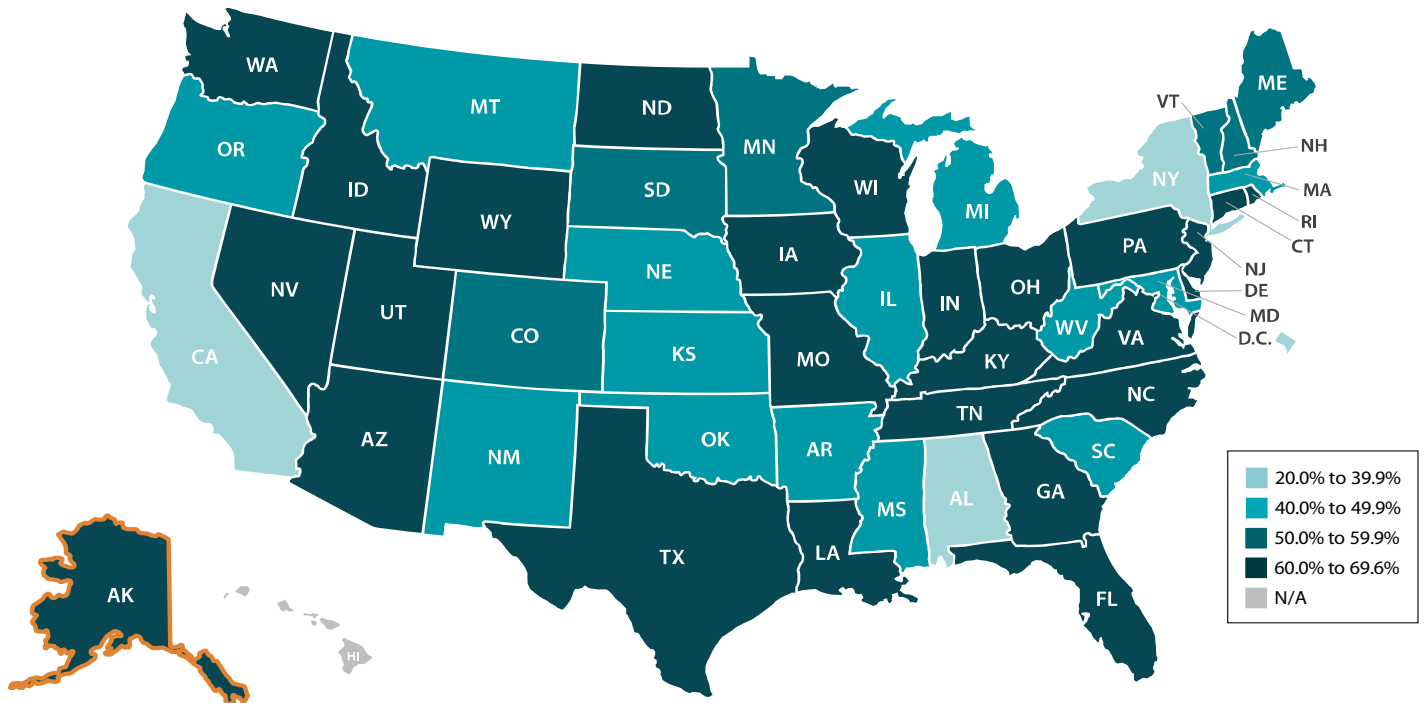 WA
MT
ND
MN
ME
VT
NH
MA
RI
CT
NY
OR
ID
WY
SD
WI
MI
PA
NJ
DE
MD
D.C.
IA
NE
NV
UT
CO
IL
IN
OH
WV
VA
CA
KS
MO
KY
NC
TN
AZ
NM
OK
AR
SC
MS
AL
GA
TX
LA
FL
AK
HI
20.0% to 39.9%
40.0% to 49.9%
50.0% to 59.9%
60.0% to 69.6%
N/A